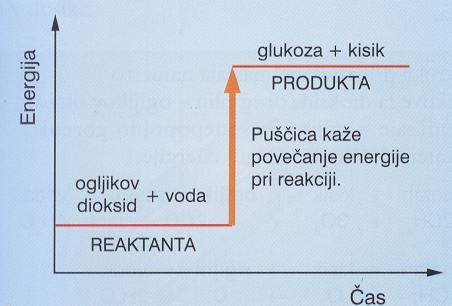 Energija
glukoza + kisik
PRODUKTA
Puščica kaže
povečanje energije
pri reakciji.
ogljikov
dioksid + voda
REAKTANTA
Čas